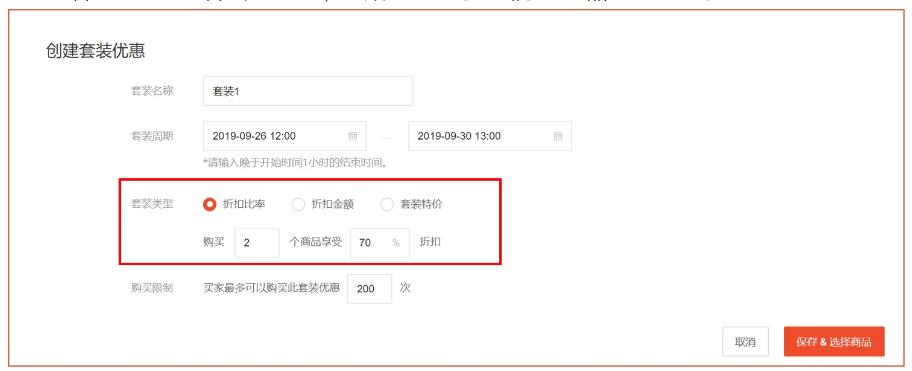 创建套装优惠
套装名称 套装1
套装周期 2019-09-26 12:00 — 2019-09-30 13:00
*请输入晚于开始时间1小时的结束时间。
套装类型 折扣比率 折扣金额 套装特价
购买 2 个商品享受 70 % 折扣
购买限制 买家最多可以购买此套装优惠 200 次
取消 保存 & 选择商品